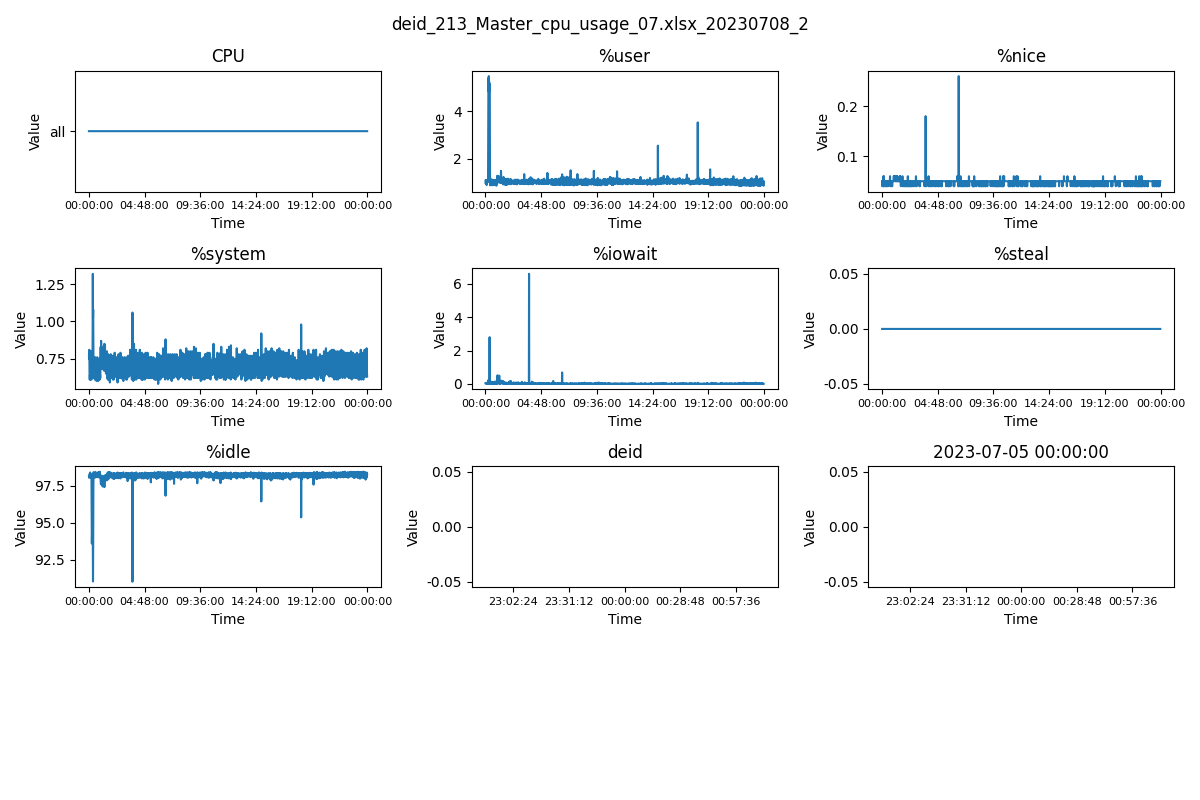 deid_213_Master_cpu_usage_07.xlsx_20230708_2
CPU
%user
%nice
Value
all
00:00:00 04:48:00 09:36:00 14:24:00 19:12:00 00:00:00
Time
Value
4
2
00:00:00 04:48:00 09:36:00 14:24:00 19:12:00 00:00:00
Time
Value
0.2
0.1
00:00:00 04:48:00 09:36:00 14:24:00 19:12:00 00:00:00
Time
%system
%iowait
%steal
Value
1.25
1.00
0.75
00:00:00 04:48:00 09:36:00 14:24:00 19:12:00 00:00:00
Time
Value
6
4
2
0
00:00:00 04:48:00 09:36:00 14:24:00 19:12:00 00:00:00
Time
Value
0.05
0.00
-0.05
00:00:00 04:48:00 09:36:00 14:24:00 19:12:00 00:00:00
Time
%idle
deid
2023-07-05 00:00:00
Value
97.5
95.0
92.5
00:00:00 04:48:00 09:36:00 14:24:00 19:12:00 00:00:00
Time
Value
0.05
0.00
-0.05
23:02:24 23:31:12 00:00:00 00:28:48 00:57:36
Time
Value
0.05
0.00
-0.05
23:02:24 23:31:12 00:00:00 00:28:48 00:57:36
Time